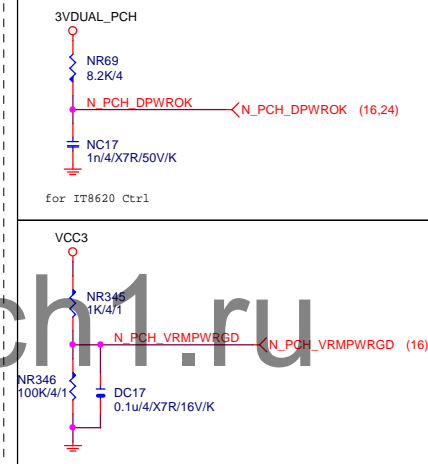 3VDUAL_PCH
NR69
8.2K/4
N_PCH_DPWROK
N_PCH_DPWROK (16,24)
NC17
1n/4/X7R/50V/K
for IT8620 Ctrl
VCC3
NR345
1K/4/1
ch1.ru
N_PCH_VRMPWRGD
N_PCH_VRMPWRGD (16)
NR346
100K/4/1
DC17
0.1u/4/X7R/16V/K